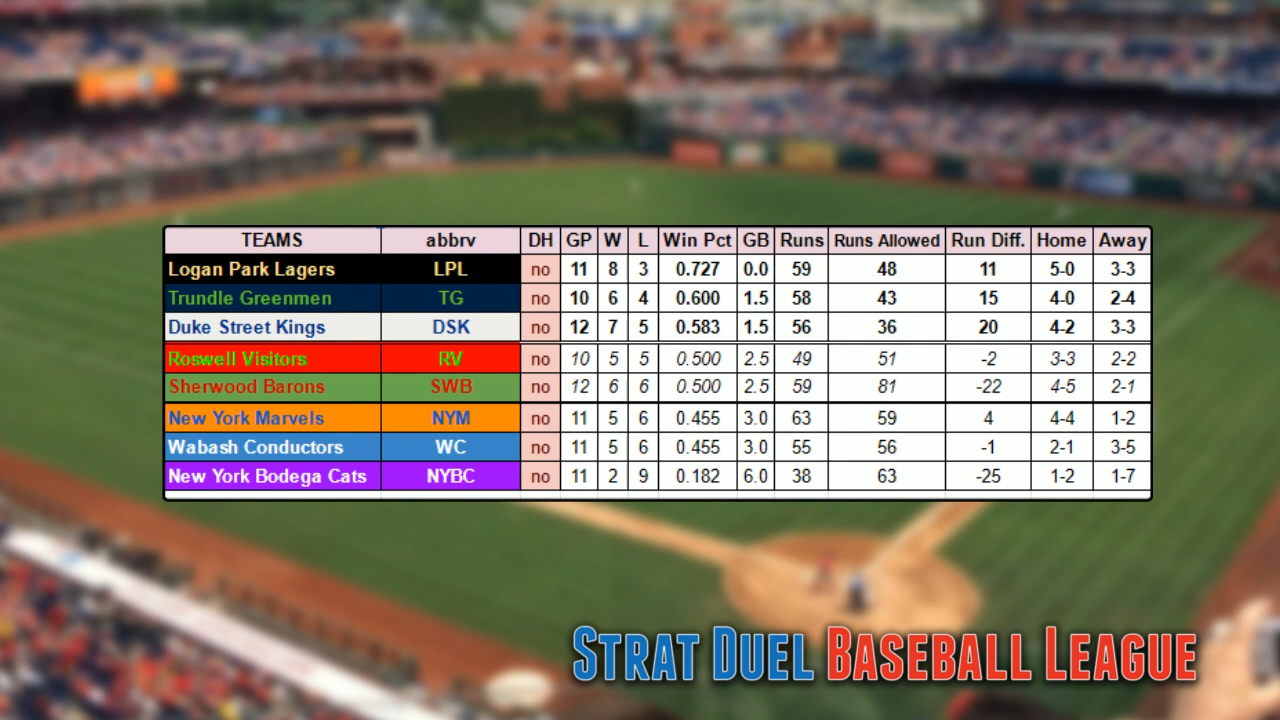 TEAMS abbrv DH GP W L Win Pct GB Runs Runs Allowed Run Diff. Home Away
Logan Park Lagers LPL no 11 8 3 0.727 0.0 59 48 11 5-0 3-3
Trundle Greenmen TG no 10 6 4 0.600 1.5 58 43 15 4-0 2-4
Duke Street Kings DSK no 12 7 5 0.583 1.5 56 36 20 4-2 3-3
Roswell Visitors RV no 10 5 5 0.500 2.5 49 51 -2 3-3 2-2
Sherwood Barons SWB no 12 6 6 0.500 2.5 59 81 -22 4-5 2-1
New York Marvels NYM no 11 5 6 0.455 3.0 63 59 4 4-4 1-2
Wabash Conductors WC no 11 5 6 0.455 3.0 55 56 -1 2-1 3-5
New York Bodega Cats NYBC no 11 2 9 0.182 6.0 38 63 -25 1-2 1-7
STRAT DUEL BASEBALL LEAGUE